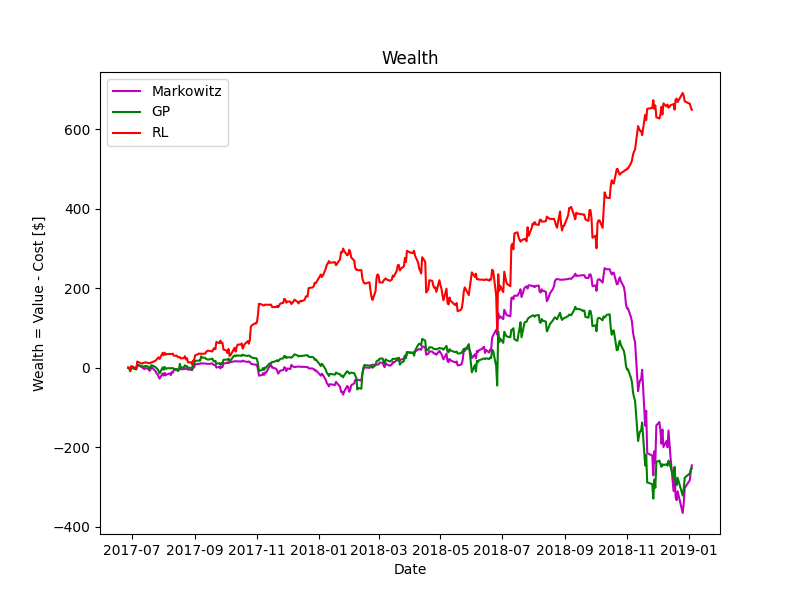 Wealth
Markowitz
GP
RL
Wealth = Value - Cost [$]
600
400
200
0
−200
−400
2017-07 2017-09 2017-11 2018-01 2018-03 2018-05 2018-07 2018-09 2018-11 2019-01
Date